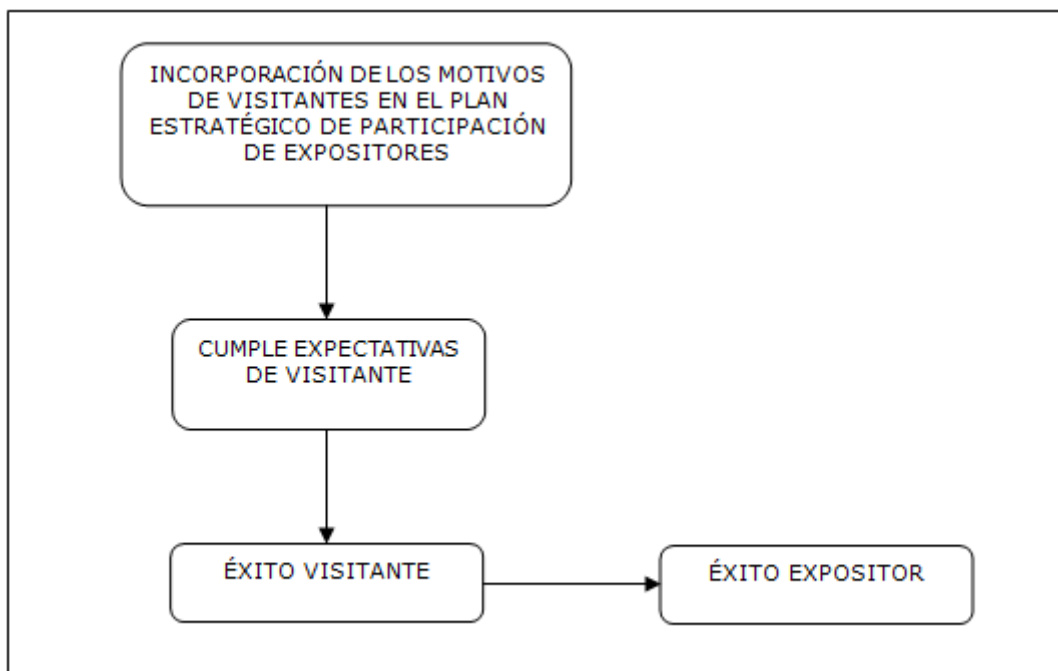 INCORPORACIÓN DE LOS MOTIVOS
DE VISITANTES EN EL PLAN
ESTRATÉGICO DE PARTICIPACIÓN
DE EXPOSITORES
CUMPLE EXPECTATIVAS
DE VISITANTE
ÉXITO VISITANTE
ÉXITO EXPOSITOR